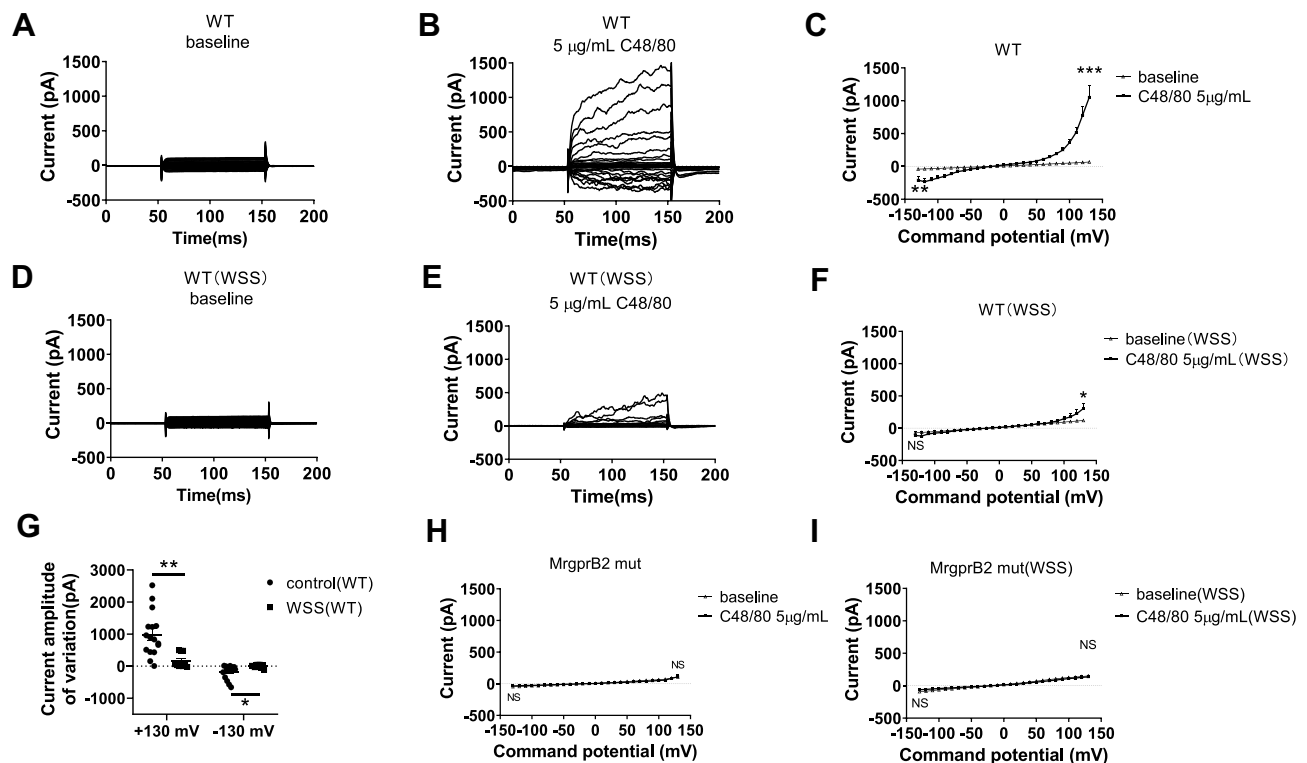 A
WT
baseline
Current (pA)
1500
1000
500
0
-500
0 50 100 150 200
Time(ms)
B
WT
5 μg/mL C48/80
Current (pA)
1500
1000
500
0
-500
0 50 100 150 200
Time(ms)
C
WT
Current (pA)
1500
1000
500
0
-500
***
**
-150 -100 -50 0 50 100 150
Command potential (mV)
baseline
C48/80 5μg/mL
D
WT(WSS)
baseline
Current (pA)
1500
1000
500
0
-500
0 50 100 150 200
Time(ms)
E
WT(WSS)
5 μg/mL C48/80
Current (pA)
1500
1000
500
0
-500
0 50 100 150 200
Time(ms)
F
WT(WSS)
Current (pA)
1500
1000
500
0
-500
*
NS
-150 -100 -50 0 50 100 150
Command potential (mV)
baseline(WSS)
C48/80 5μg/mL(WSS)
G
Current amplitude
of variation(pA)
3000
2000
1000
0
-1000
**
*
+130 mV -130 mV
control(WT)
WSS(WT)
H
MrgprB2 mut
Current (pA)
1500
1000
500
0
-500
NS
NS
-150 -100 -50 0 50 100 150
Command potential (mV)
baseline
C48/80 5μg/mL
I
MrgprB2 mut(WSS)
Current (pA)
1500
1000
500
0
-500
NS
NS
-150 -100 -50 0 50 100 150
Command potential (mV)
baseline(WSS)
C48/80 5μg/mL(WSS)